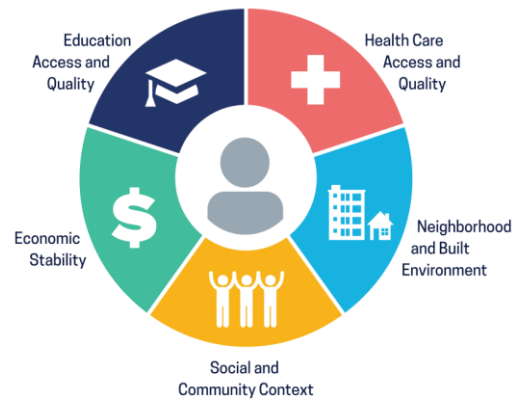 Education
Access and
Quality
Health Care
Access and
Quality
$
Economic
Stability
Neighborhood
and Built
Environment
Social and
Community Context